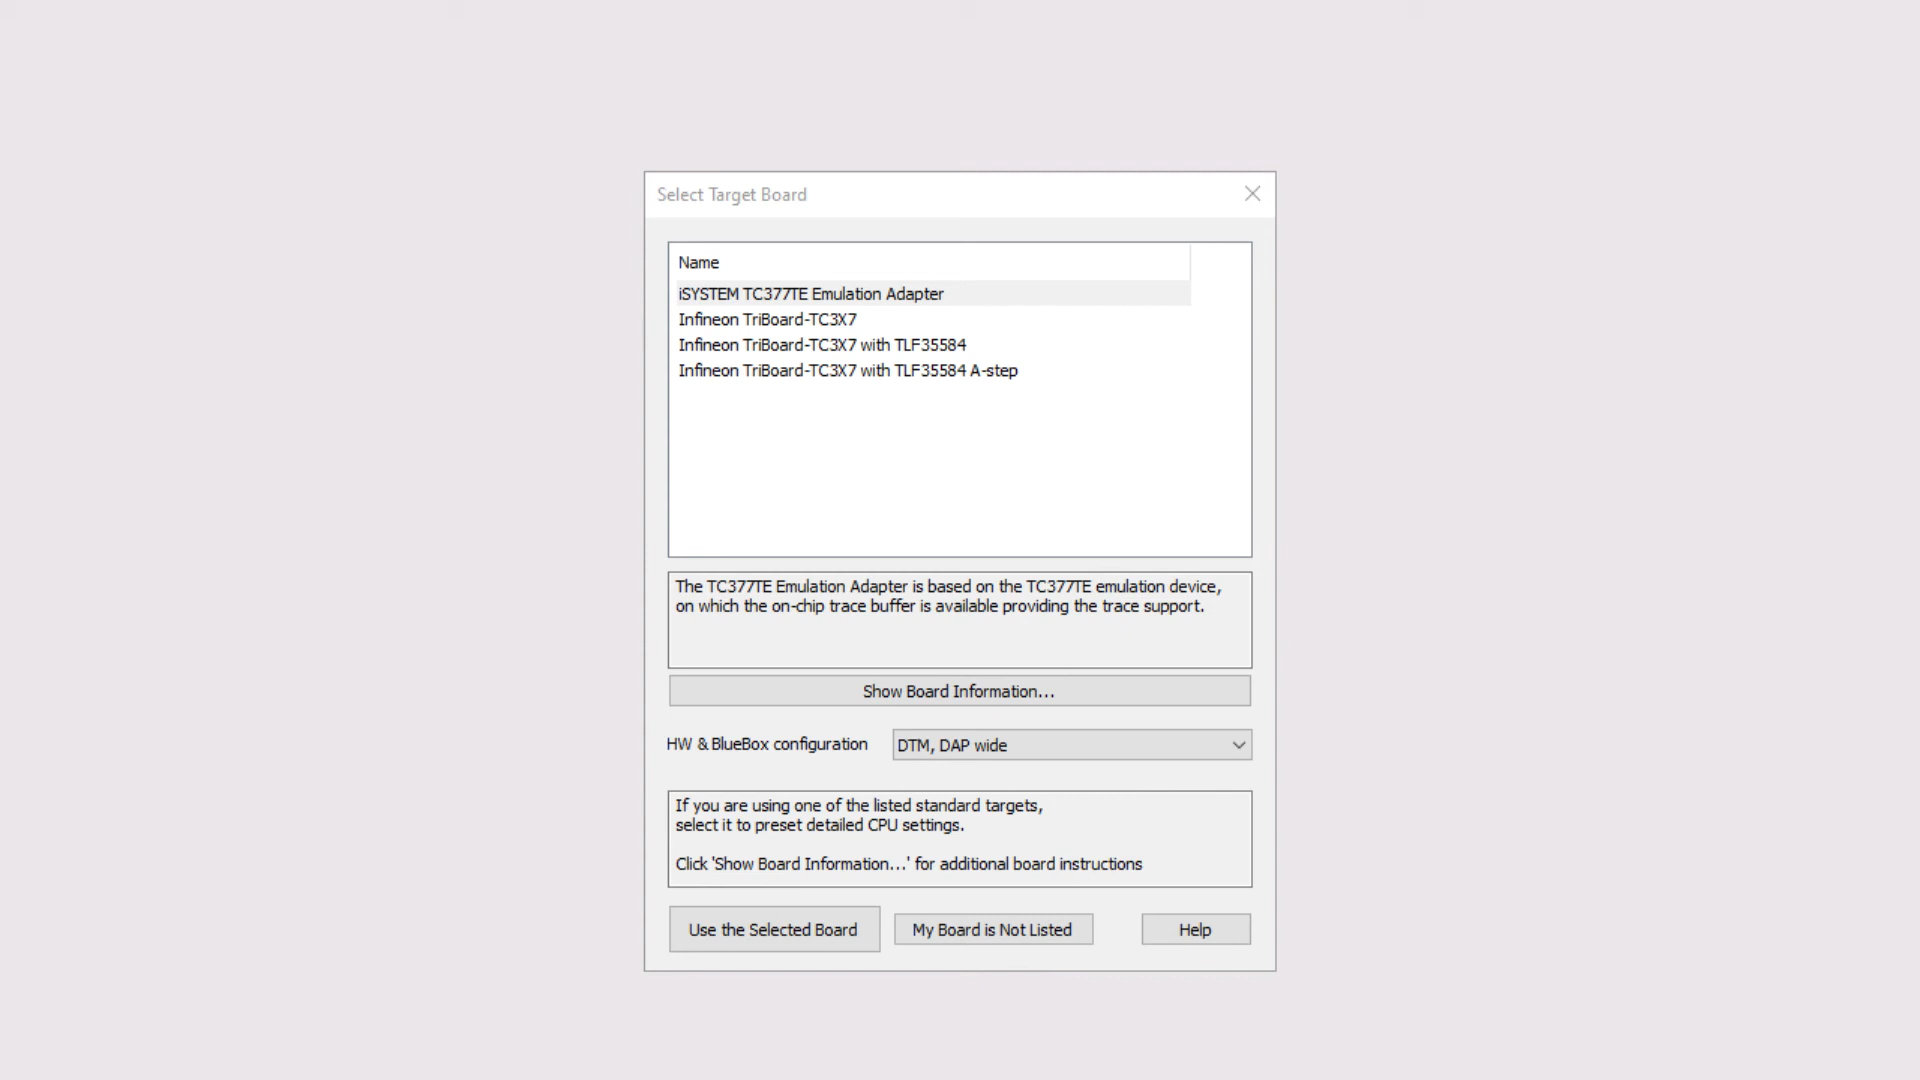 Select Target Board
Name
iSYSTEM TC377TE Emulation Adapter
Infineon TriBoard-TC3X7
Infineon TriBoard-TC3X7 with TLF35584
Infineon TriBoard-TC3X7 with TLF35584 A-step
The TC377TE Emulation Adapter is based on the TC377TE emulation device,
on which the on-chip trace buffer is available providing the trace support.
Show Board Information...
HW & BlueBox configuration
DTM, DAP wide
If you are using one of the listed standard targets,
select it to preset detailed CPU settings.
Click 'Show Board Information...' for additional board instructions
Use the Selected Board
My Board is Not Listed
Help